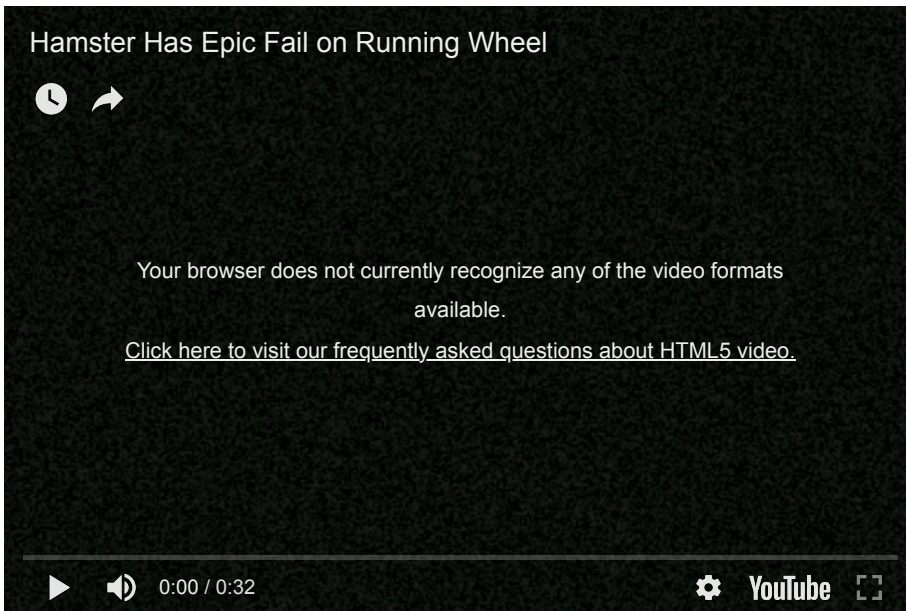 Hamster Has Epic Fail on Running Wheel
Your browser does not currently recognize any of the video formats
available.
Click here to visit our frequently asked questions about HTML5 video.
0:00 / 0:32
YouTube